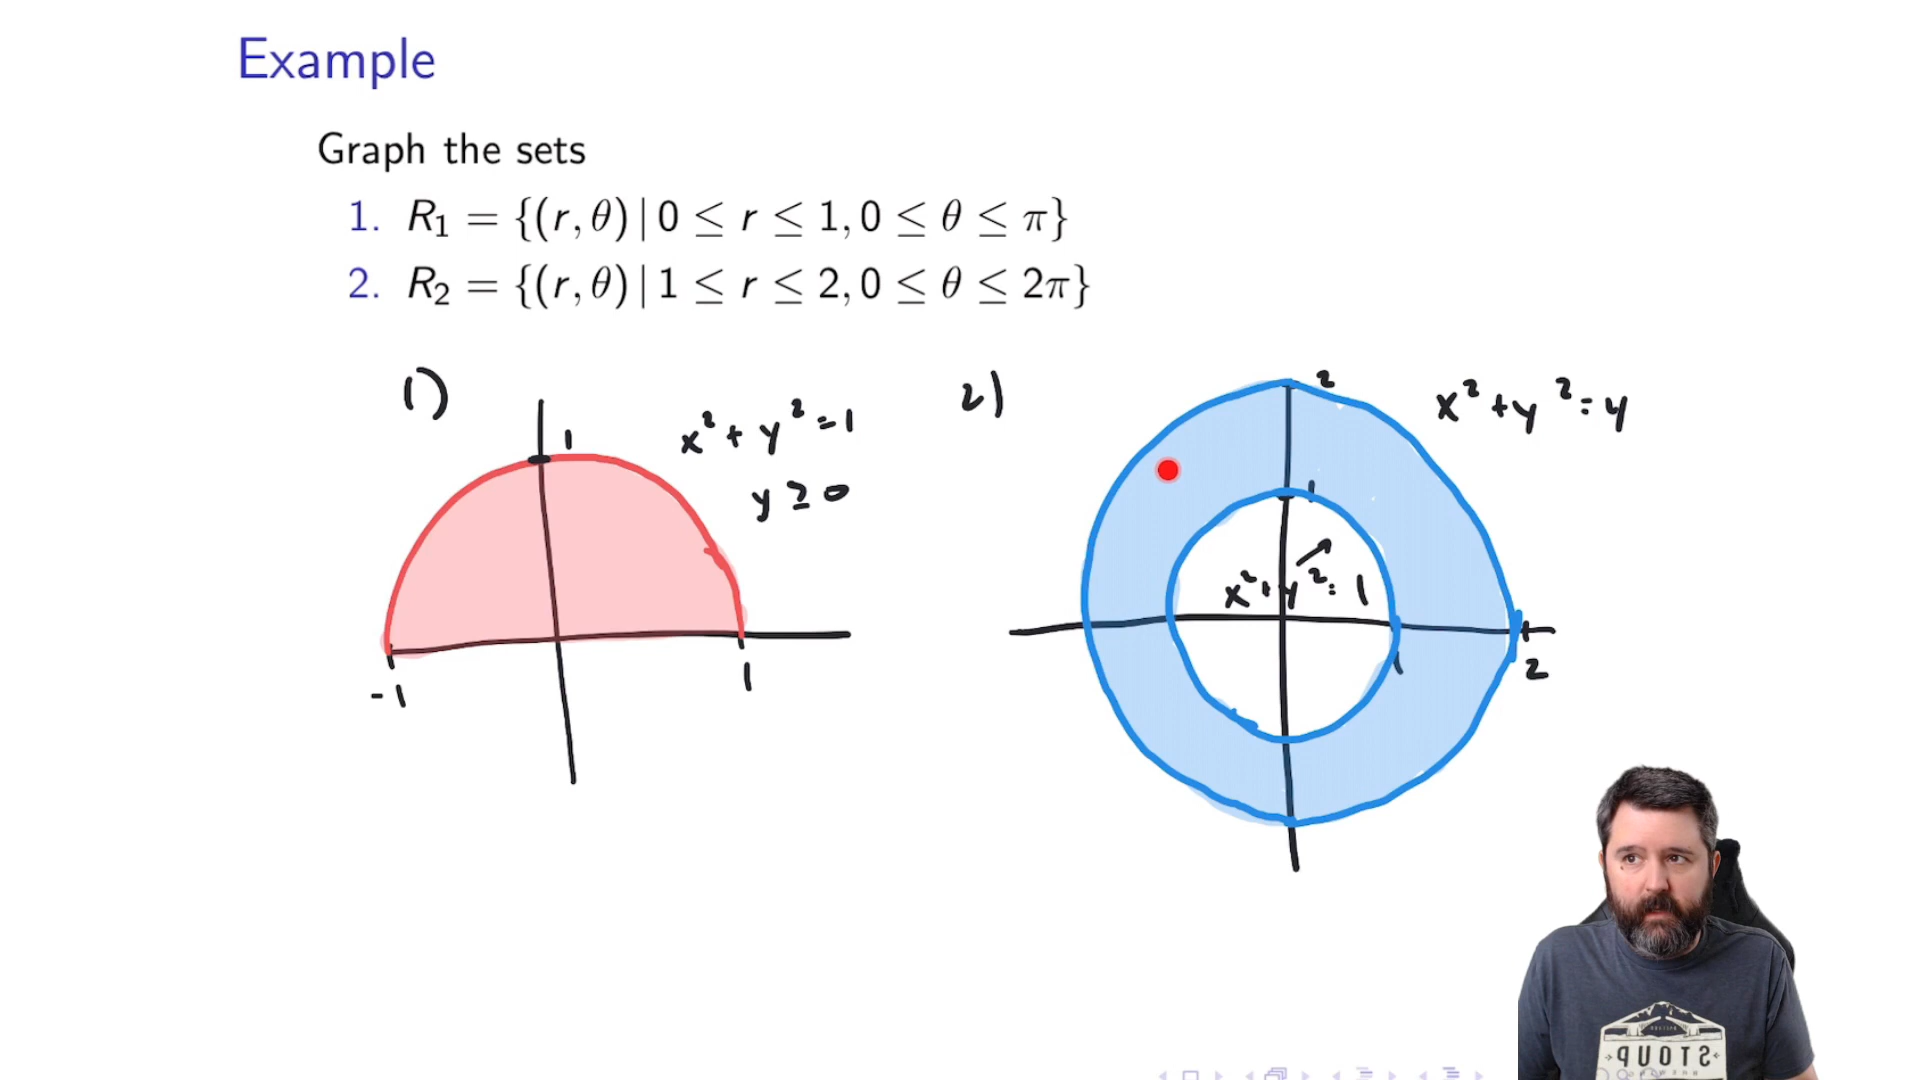 Example
Graph the sets
1. R₁ = {(r, θ) | 0 ≤ r ≤ 1, 0 ≤ θ ≤ π}
2. R₂ = {(r, θ) | 1 ≤ r ≤ 2, 0 ≤ θ ≤ 2π}
1)
1
x² + y² = 1
y ≥ 0
-1
1
2)
2
x² + y² = 4
1
x² + y² = 1
1
2
STOUP